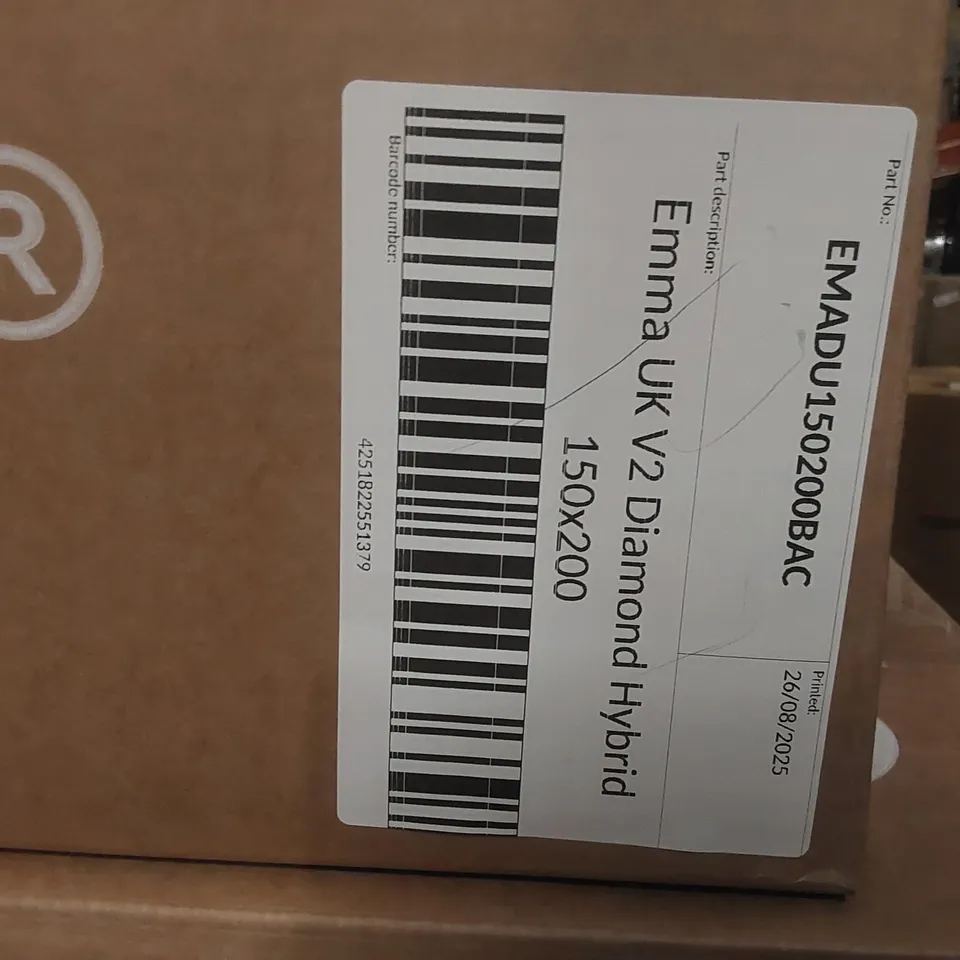 Part No.:
EMADU150200BAC
Printed:
26/08/2025
Part description:
Emma UK V2 Diamond Hybrid
150x200
Barcode number:
4251822551379
R